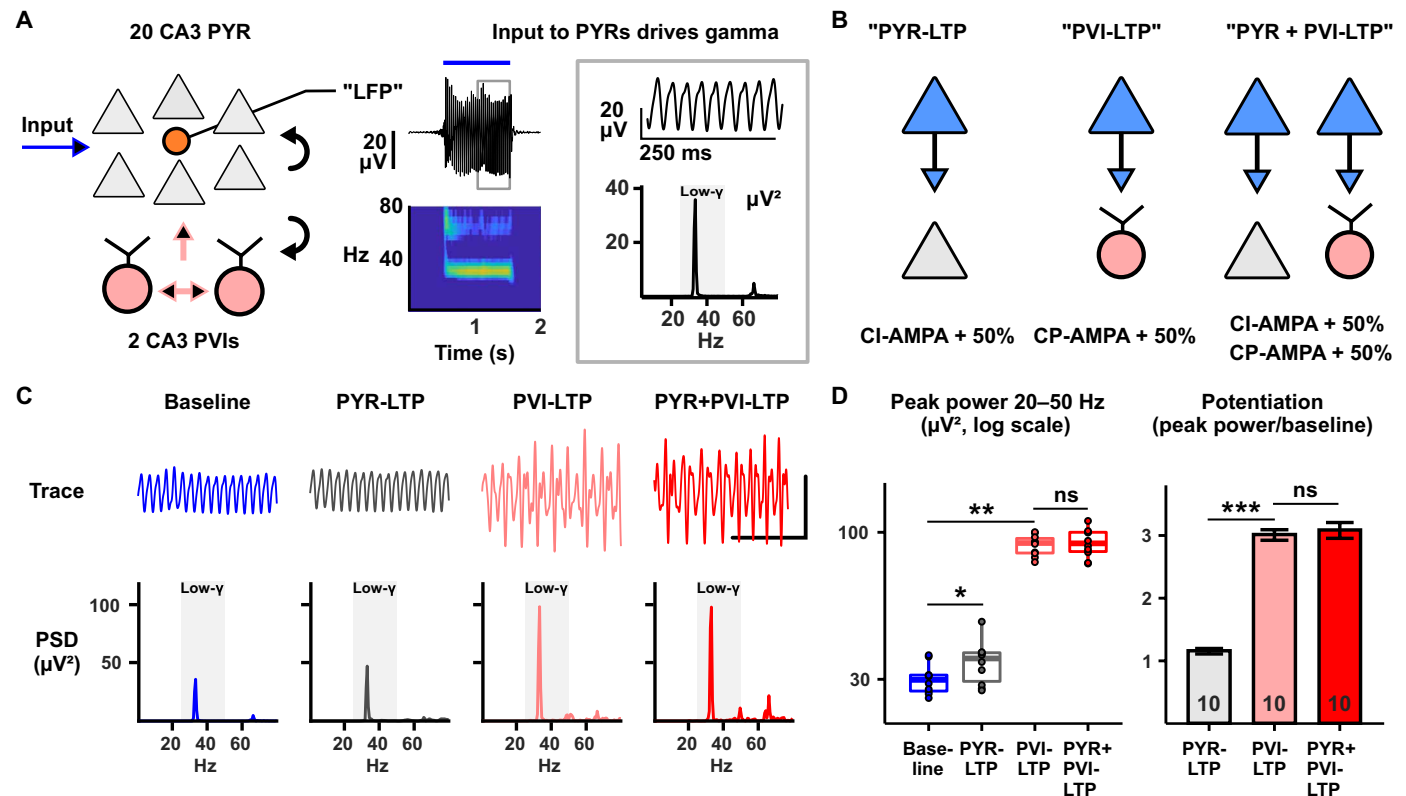 A
20 CA3 PYR
Input to PYRs drives gamma
"LFP"
Input
20
µV
20
µV
250 ms
80
Hz
40
1
2
Time (s)
40
20
Low-γ
µV²
20
40
60
Hz
2 CA3 PVIs
B
"PYR-LTP
"PVI-LTP"
"PYR + PVI-LTP"
CI-AMPA + 50%
CP-AMPA + 50%
CI-AMPA + 50%
CP-AMPA + 50%
C
Baseline
PYR-LTP
PVI-LTP
PYR+PVI-LTP
Trace
PSD
(µV²)
100
50
Low-γ
Low-γ
Low-γ
Low-γ
20 40 60
20 40 60
20 40 60
20 40 60
Hz
Hz
Hz
Hz
D
Peak power 20–50 Hz
(µV², log scale)
100
30
**
ns
*
Base-
line
PYR-
LTP
PVI-
LTP
PYR+
PVI-
LTP
Potentiation
(peak power/baseline)
3
2
1
***
ns
10
10
10
PYR-
LTP
PVI-
LTP
PYR+
PVI-
LTP